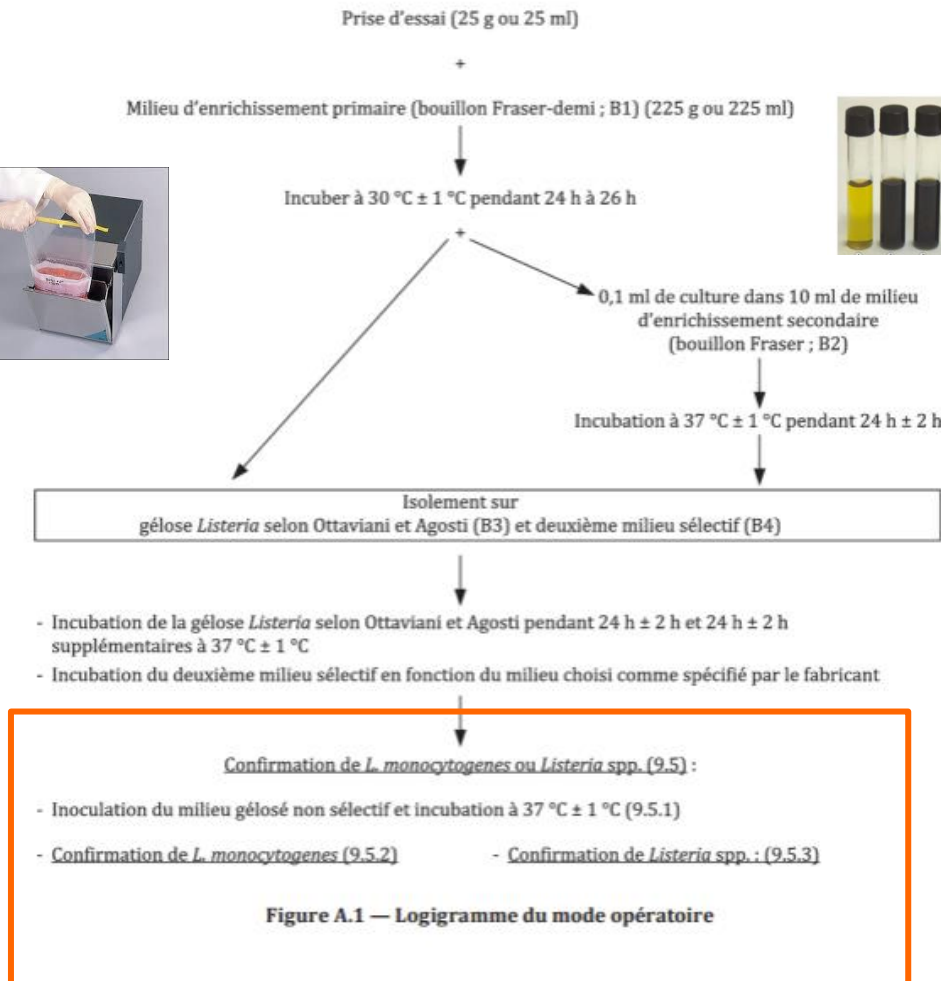 Prise d'essai (25 g ou 25 ml)
+
Milieu d'enrichissement primaire (bouillon Fraser-demi ; B1) (225 g ou 225 ml)
Incuber à 30 °C ± 1 °C pendant 24 h à 26 h
+
0,1 ml de culture dans 10 ml de milieu
d'enrichissement secondaire
(bouillon Fraser ; B2)
Incubation à 37 °C ± 1 °C pendant 24 h ± 2 h
Isolement sur
gélose Listeria selon Ottaviani et Agosti (B3) et deuxième milieu sélectif (B4)
- Incubation de la gélose Listeria selon Ottaviani et Agosti pendant 24 h ± 2 h et 24 h ± 2 h
supplémentaires à 37 °C ± 1 °C
- Incubation du deuxième milieu sélectif en fonction du milieu choisi comme spécifié par le fabricant
Confirmation de L. monocytogenes ou Listeria spp. (9.5) :
- Inoculation du milieu gélosé non sélectif et incubation à 37 °C ± 1 °C (9.5.1)
- Confirmation de L. monocytogenes (9.5.2) - Confirmation de Listeria spp. : (9.5.3)
Figure A.1 — Logigramme du mode opératoire